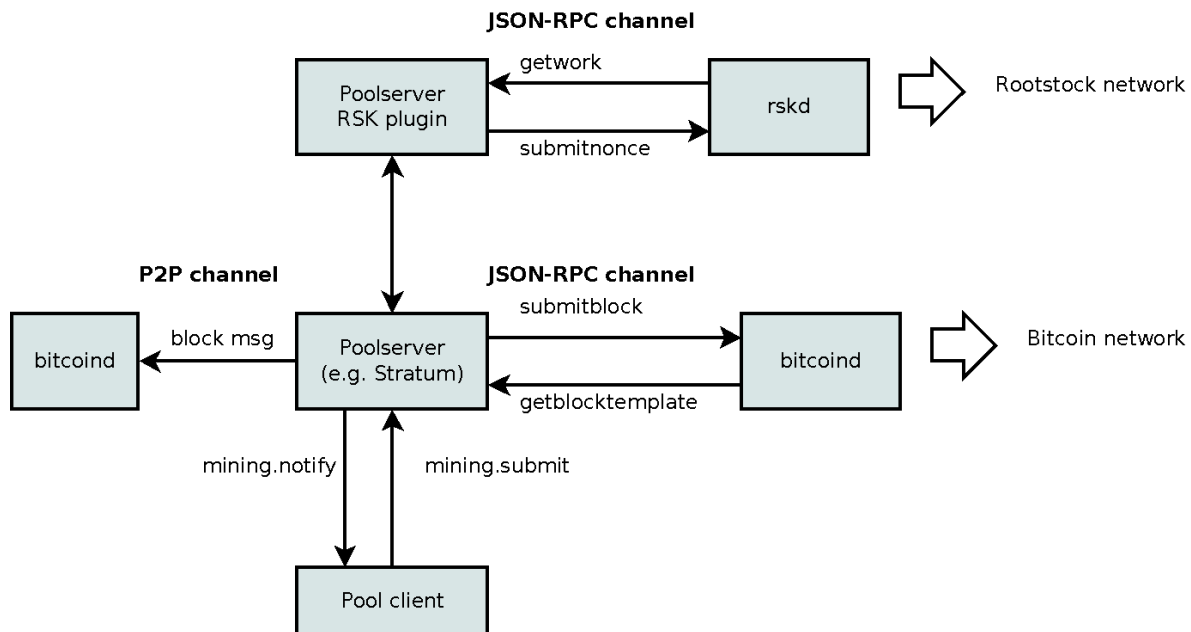 JSON-RPC channel
getwork
Poolserver
RSK plugin
rskd
Rootstock network
submitnonce
P2P channel
JSON-RPC channel
submitblock
block msg
bitcoind
Poolserver
(e.g. Stratum)
bitcoind
Bitcoin network
getblocktemplate
mining.notify
mining.submit
Pool client